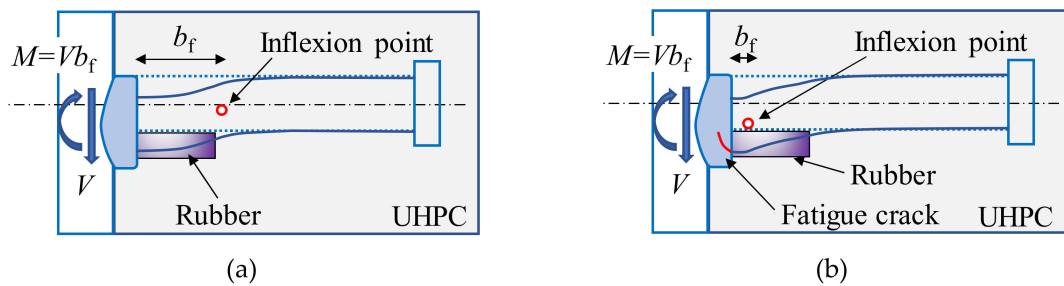 M=Vbf
bf
Inflexion point
V
Rubber
UHPC
(a)
M=Vbf
bf
Inflexion point
V
Rubber
Fatigue crack
UHPC
(b)